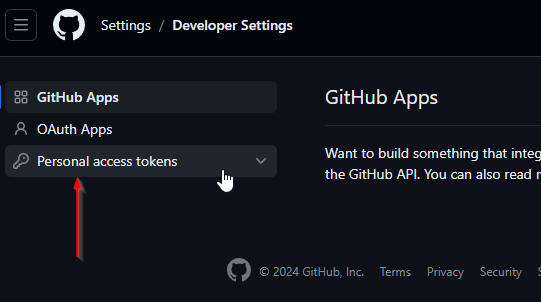 Settings / Developer Settings
GitHub Apps
OAuth Apps
Personal access tokens
GitHub Apps
Want to build something that
the GitHub API. You can also read
© 2024 GitHub, Inc. Terms Privacy Security